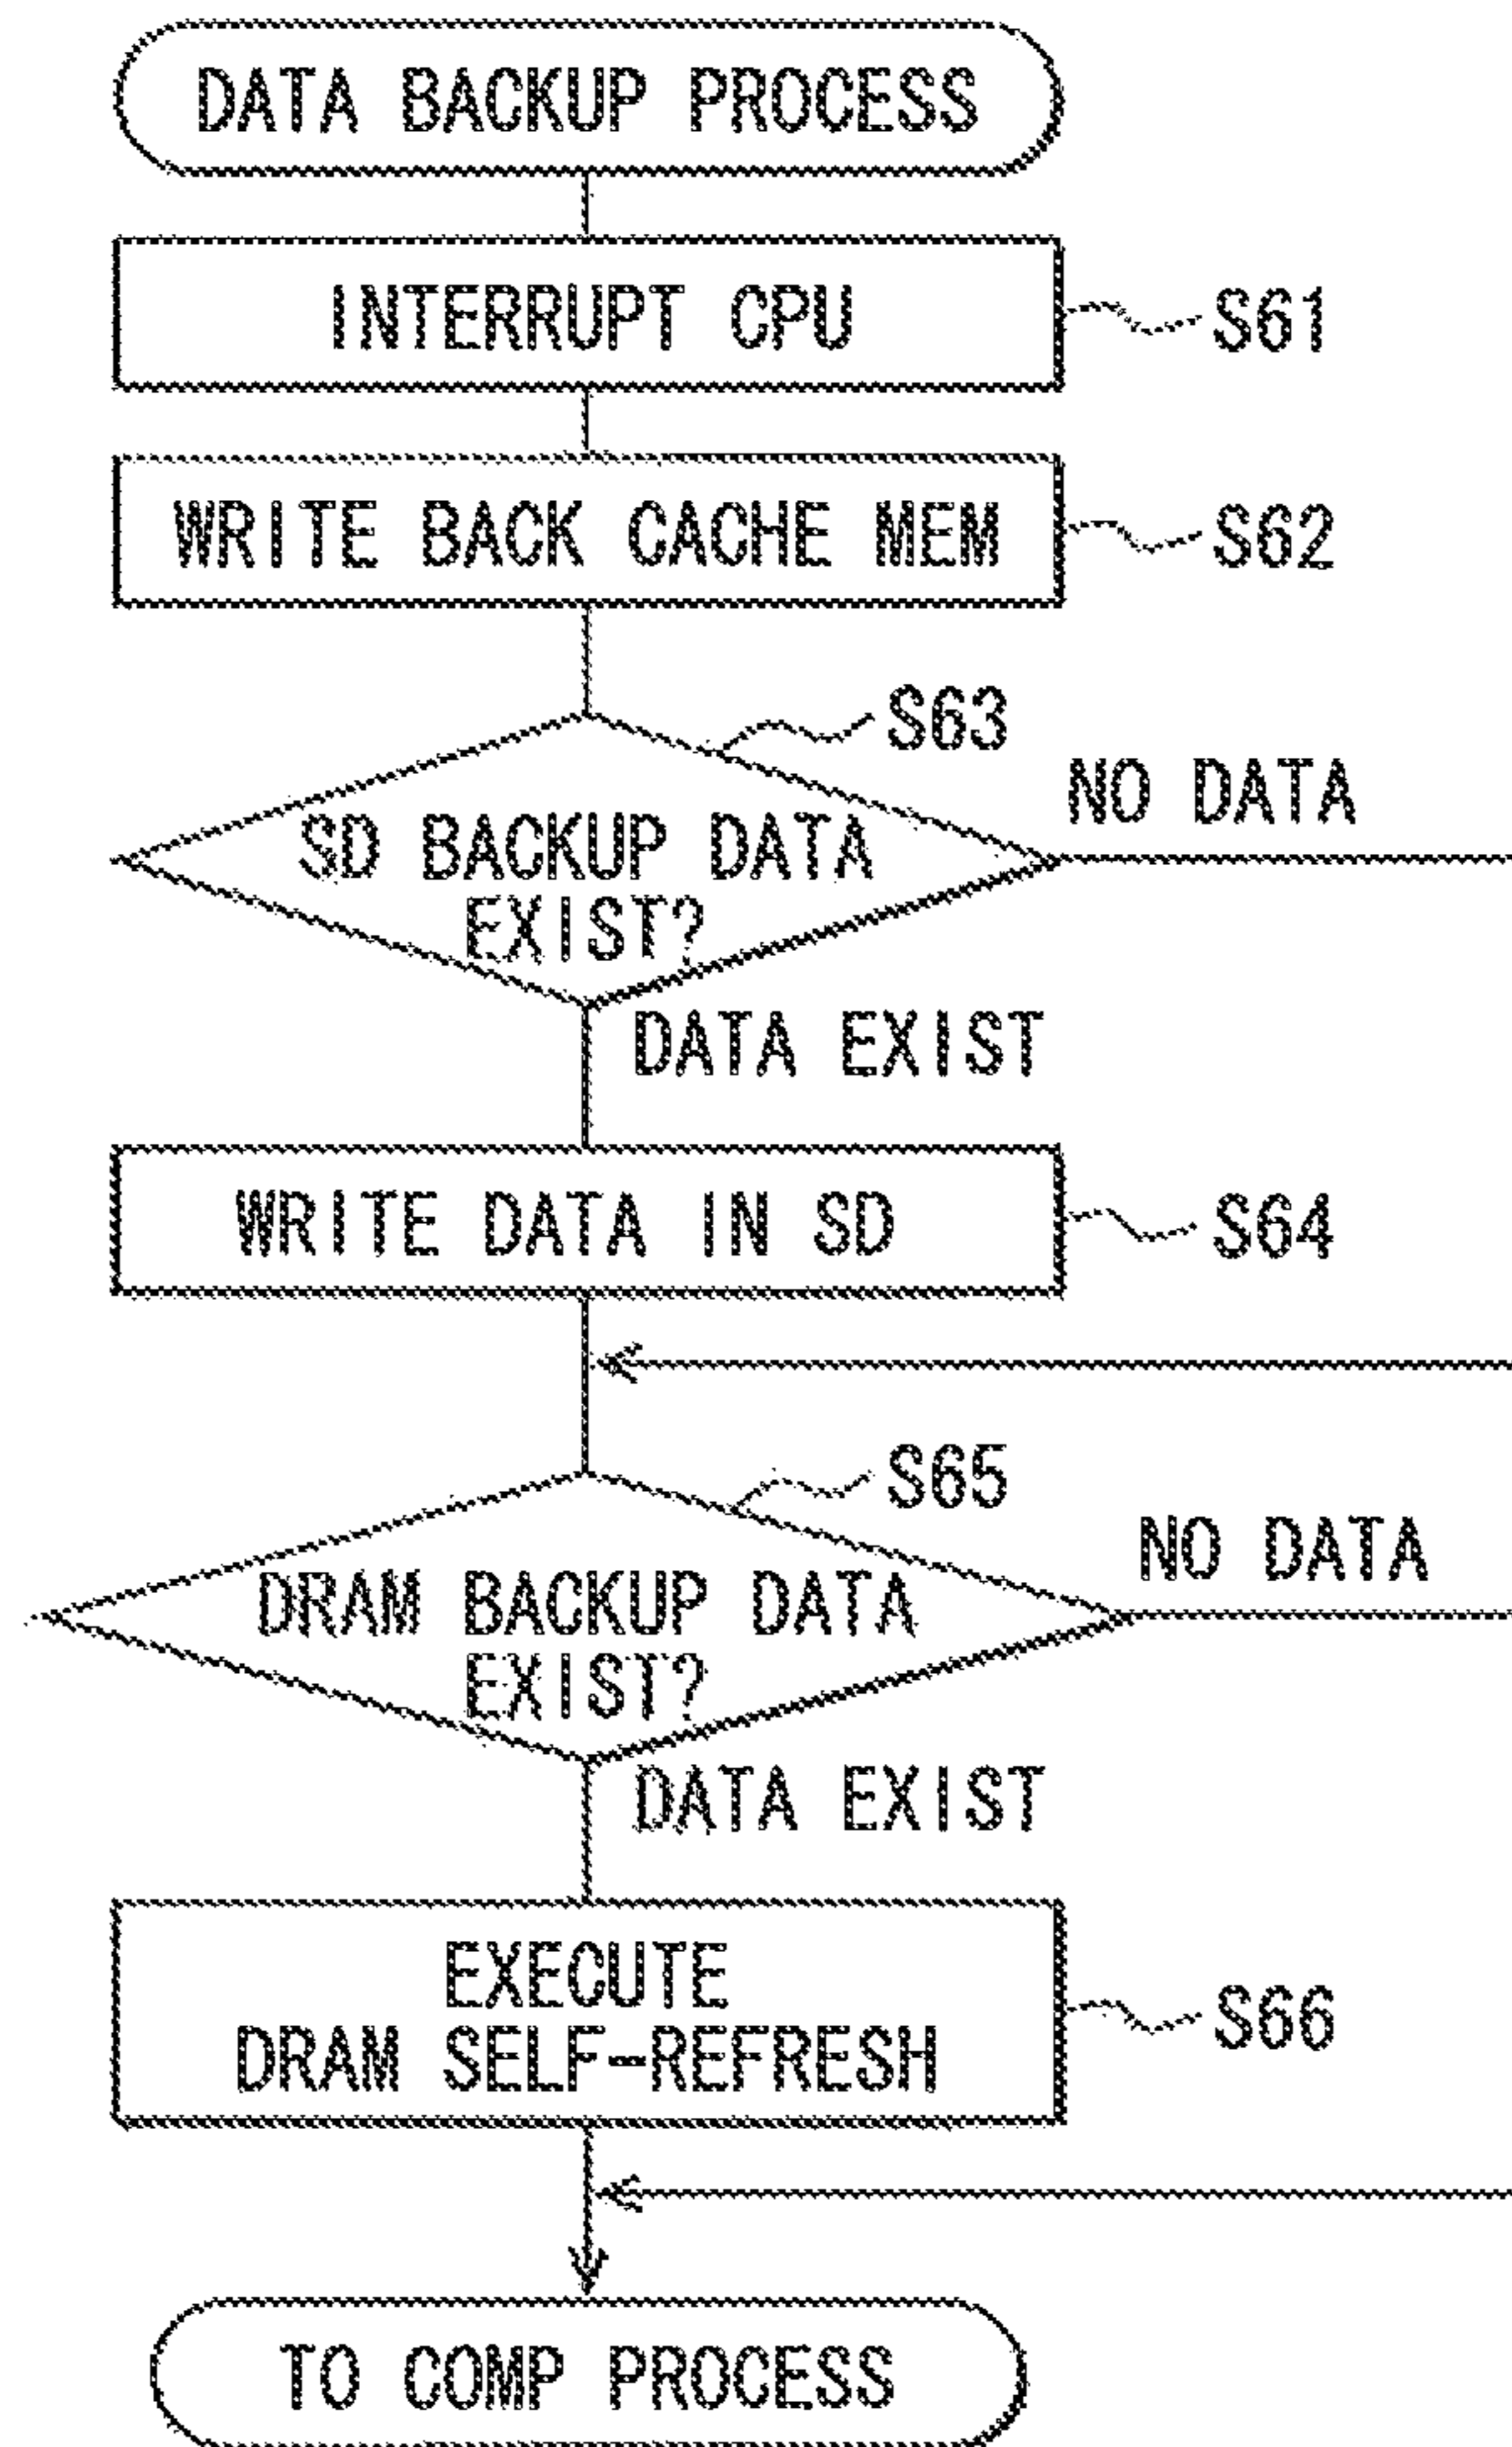 DATA BACKUP PROCESS
INTERRUPT CPU
S61
WRITE BACK CACHE MEM
S62
S63
NO DATA
SD BACKUP DATA
EXIST?
DATA EXIST
WRITE DATA IN SD
S64
S65
NO DATA
DRAM BACKUP DATA
EXIST?
DATA EXIST
EXECUTE
DRAM SELF-REFRESH
S66
TO COMP PROCESS